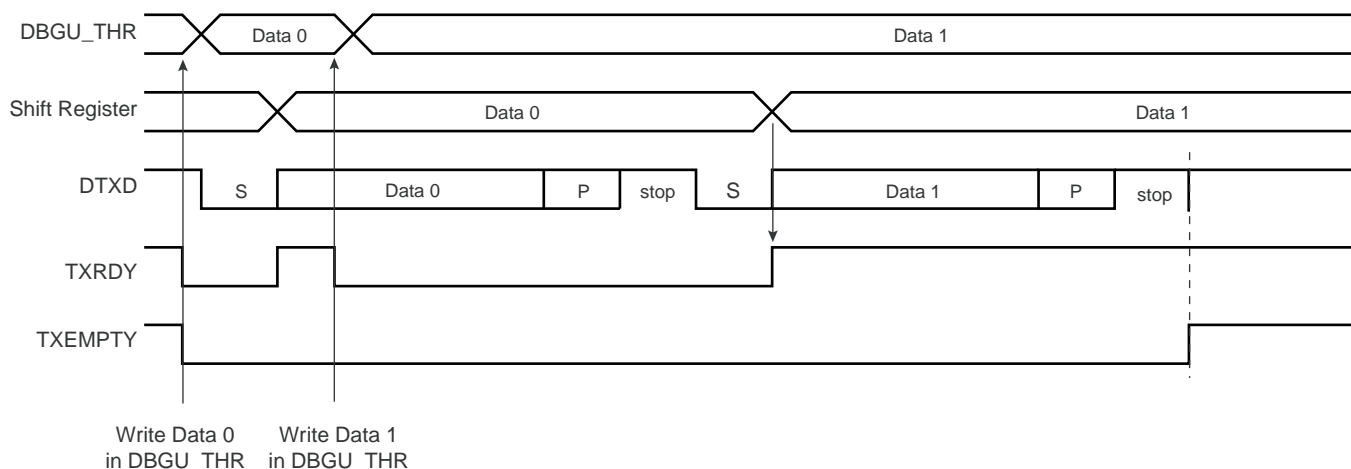 DBGU_THR Data 0 Data 1
Shift Register Data 0 Data 1
DTXD S Data 0 P stop S Data 1 P stop
TXRDY
TXEMPTY
Write Data 0 Write Data 1
in DBGU_THR in DBGU_THR